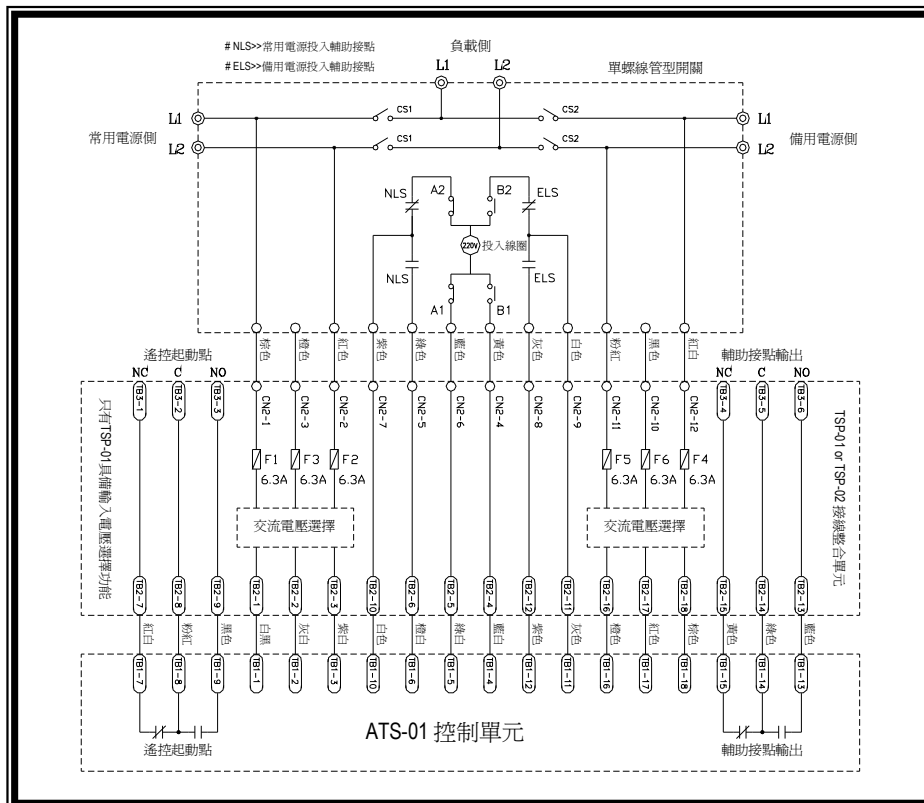 # NLS>>常用電源投入輔助接點
# ELS>>備用電源投入輔助接點
負載側
L1 L2
單螺線管型開關
L1 CS1 CS2 L1
常用電源側 備用電源側
L2 CS1 CS2 L2
NLS A2 B2 ELS
220V 投入線圈
NLS ELS
A1 B1
棕色 橙色 紅色 紫色 綠色 藍色 黃色 灰色 白色 粉紅 黑色 紅白
遙控起動點 輔助接點輸出
NC C NO NC C NO
TB3-1 TB3-2 TB3-3 CN2-1 CN2-3 CN2-2 CN2-7 CN2-5 CN2-6 CN2-4 CN2-8 CN2-9 CN2-11 CN2-10 CN2-12 TB3-4 TB3-5 TB3-6
只有TSP-01具備輸入電壓選擇功能
TSP-01 or TSP-02 接線整合單元
F1 F3 F2 F5 F6 F4
6.3A 6.3A 6.3A 6.3A 6.3A 6.3A
交流電壓選擇 交流電壓選擇
TB2-7 TB2-8 TB2-9 TB2-1 TB2-2 TB2-3 TB2-10 TB2-6 TB2-5 TB2-4 TB2-12 TB2-11 TB2-16 TB2-17 TB2-18 TB2-15 TB2-14 TB2-13
紅白 粉紅 黑色 白黑 灰白 紫白 白色 橙白 綠白 藍白 紫色 灰色 橙色 紅色 棕色 黃色 綠色 藍色
TB1-7 TB1-8 TB1-9 TB1-1 TB1-2 TB1-3 TB1-10 TB1-6 TB1-5 TB1-4 TB1-12 TB1-11 TB1-16 TB1-17 TB1-18 TB1-15 TB1-14 TB1-13
ATS-01 控制單元
遙控起動點 輔助接點輸出